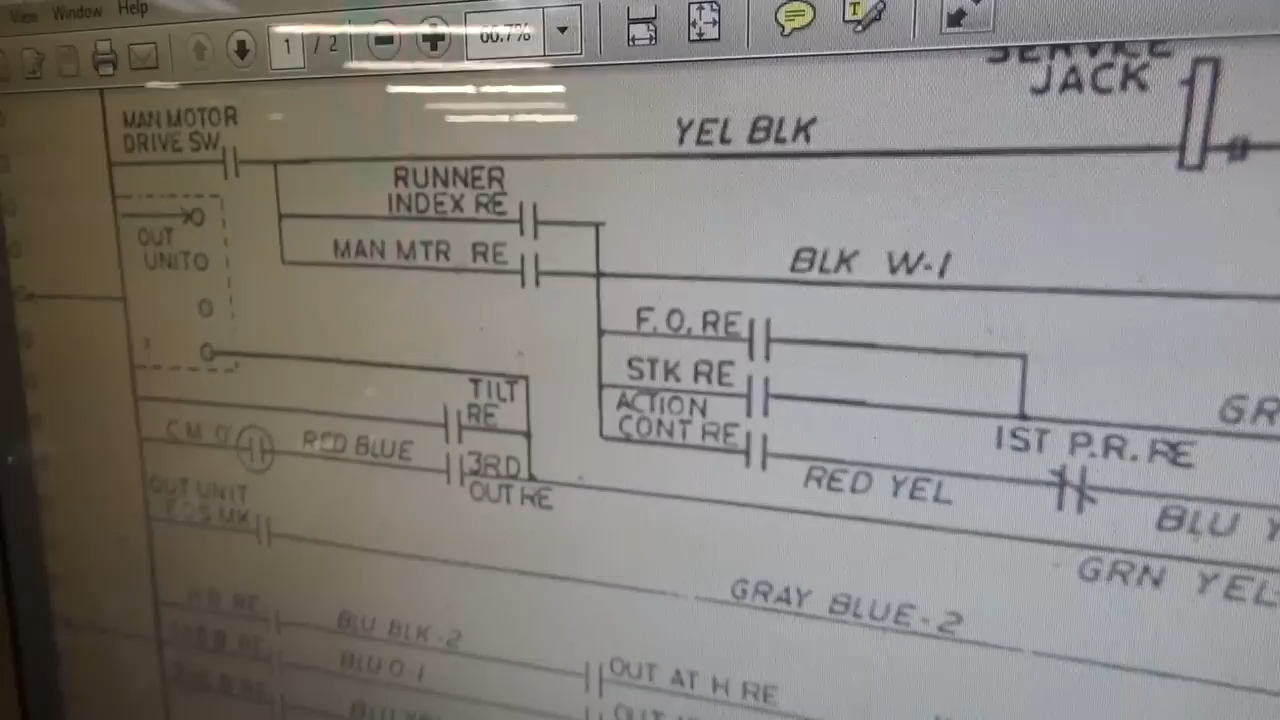 View Window Help
1 / 2 66.7%
T
SERVICE
JACK
MAN MOTOR
DRIVE SW
YEL BLK
RUNNER
INDEX RE
MAN MTR RE
BLK W-1
OUT
UNIT O
F.O. RE
STK RE
ACTION
CONT RE
GR
1ST P.R. RE
TILT
RE
C M O
RED BLUE
3RD
OUT RE
RED YEL
BLU Y
GRN YEL-
OUT UNIT
GRAY BLUE-2
BLU BLK-2
BLU O-1
OUT AT H RE